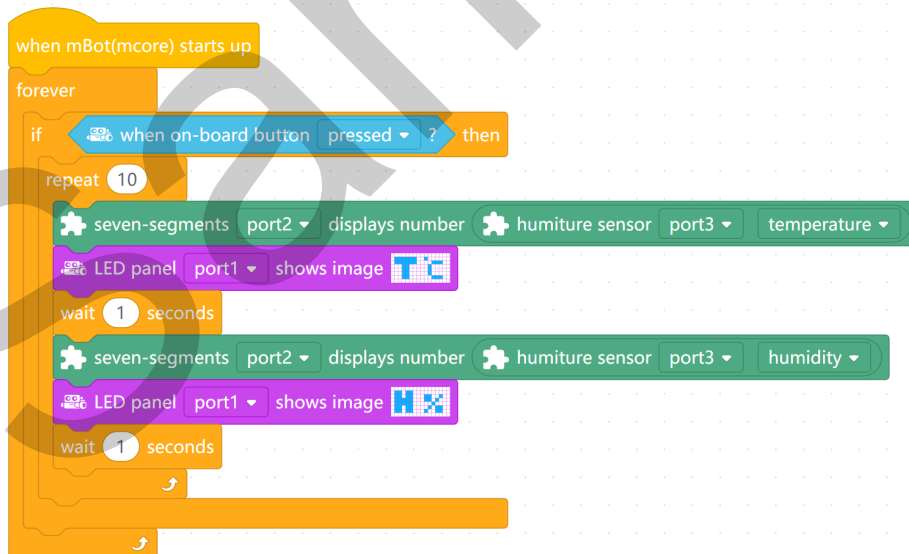 when mBot(mcore) starts up
forever
if when on-board button pressed ? then
repeat 10
seven-segments port2 displays number humiture sensor port3 temperature
LED panel port1 shows image T℃
wait 1 seconds
seven-segments port2 displays number humiture sensor port3 humidity
LED panel port1 shows image H%
wait 1 seconds